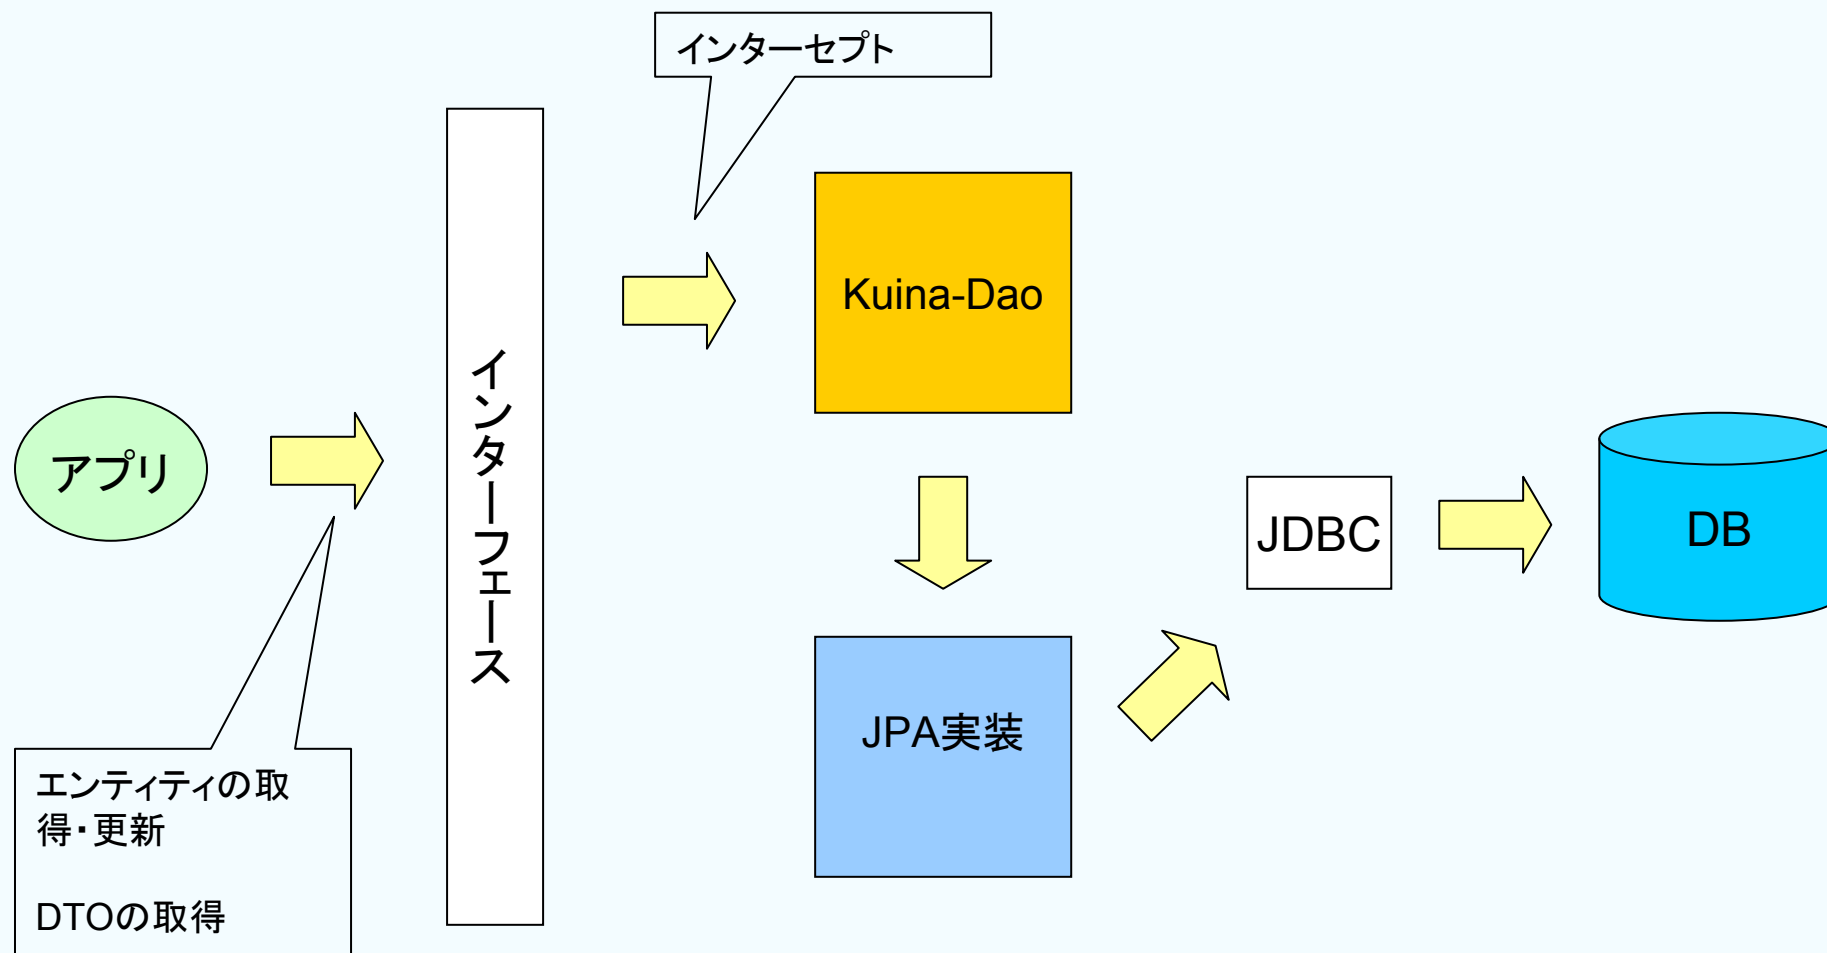 インターセプト
Kuina-Dao
インターフェース
アプリ
JDBC
DB
JPA実装
エンティティの取
得・更新
DTOの取得